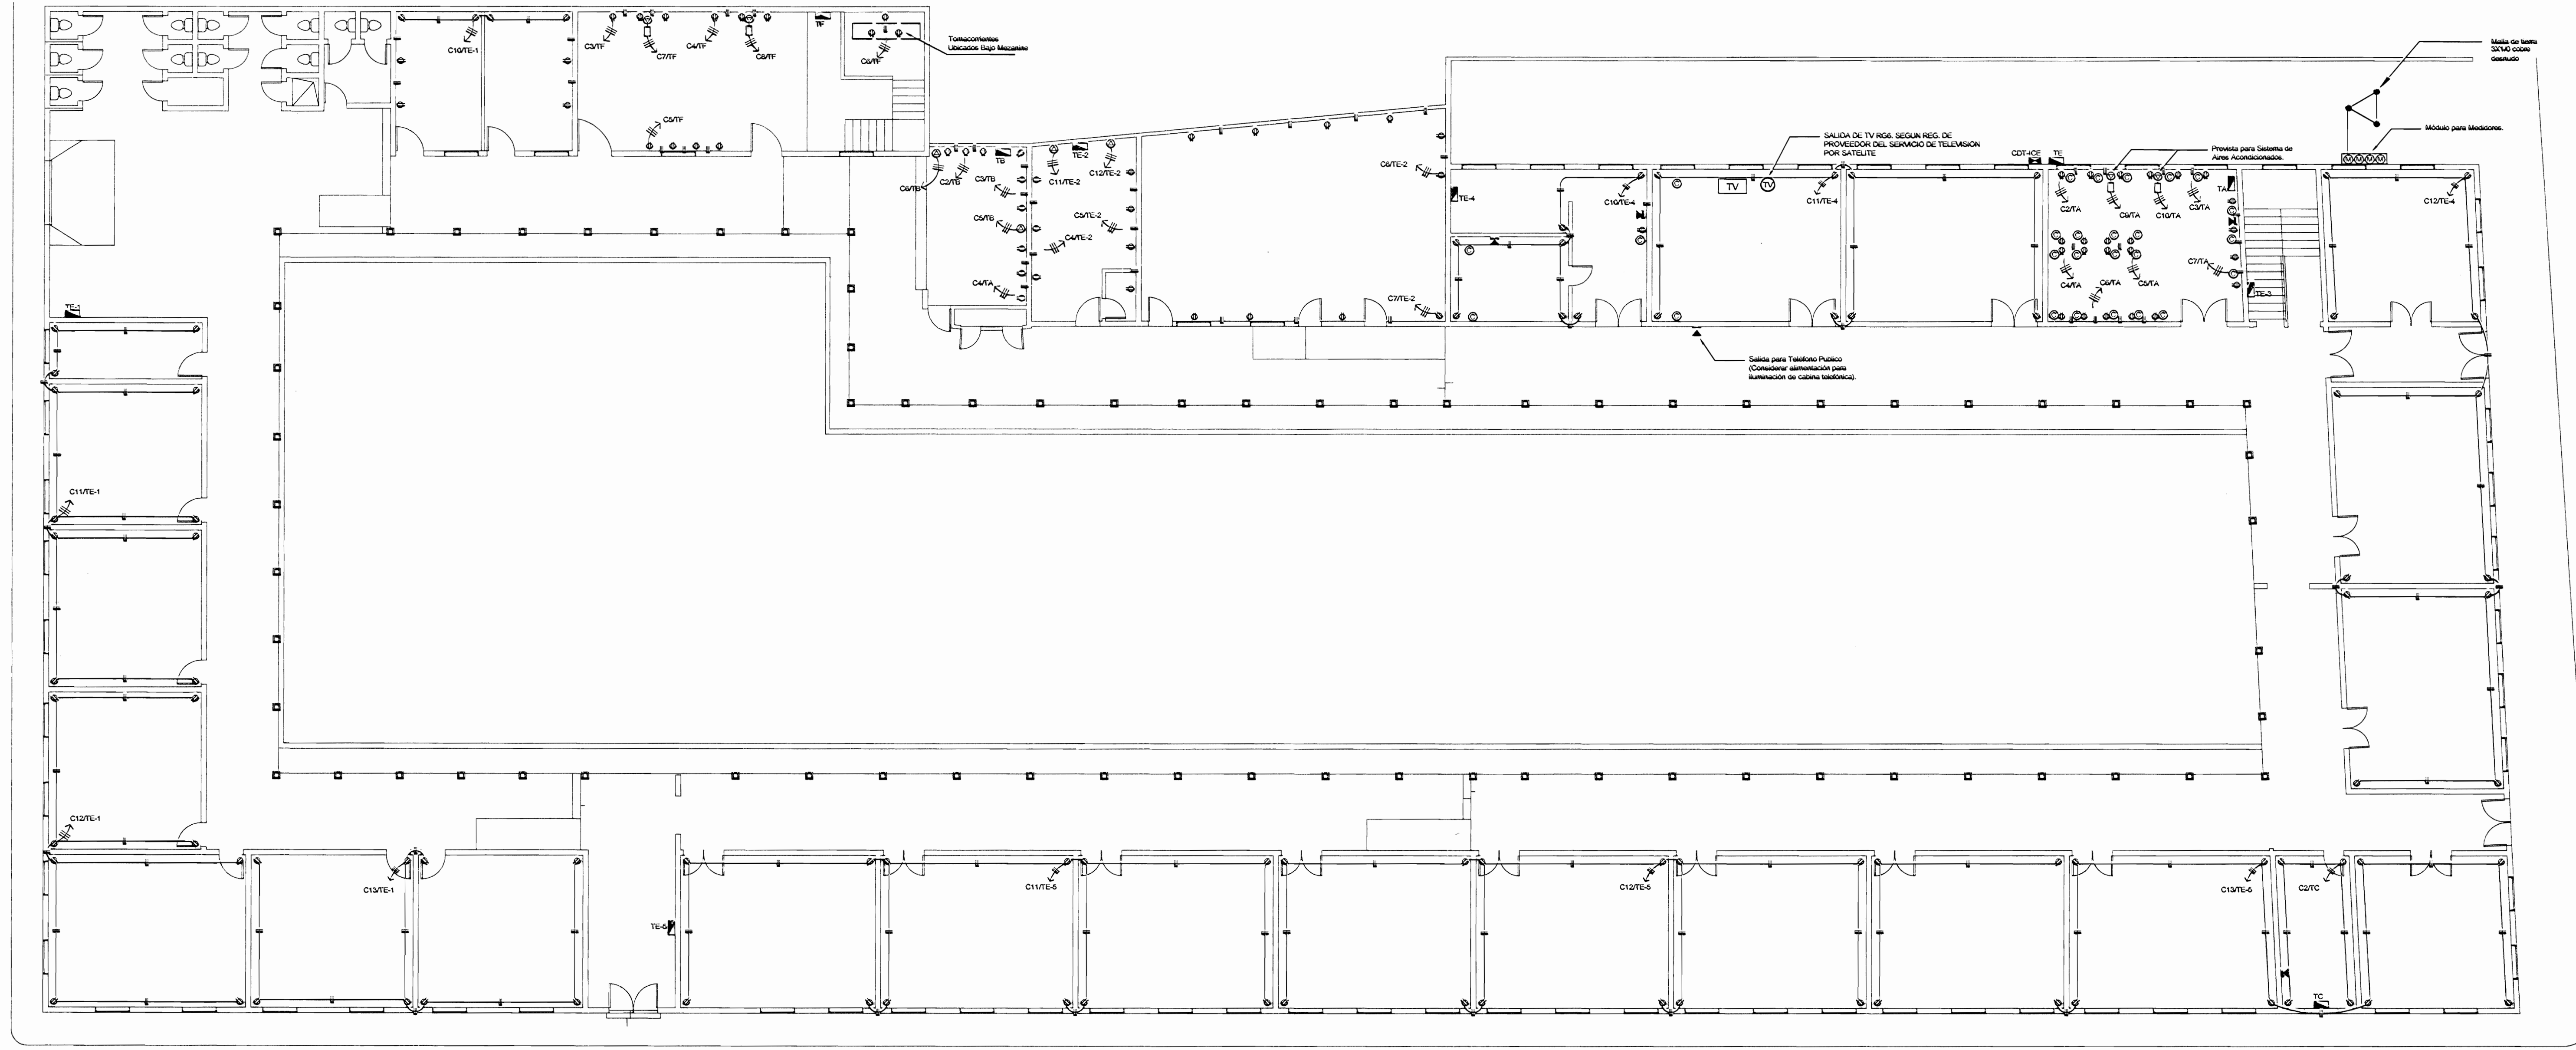 C10/TE-1
C3/TF
C7/TF
C4/TF
C8/TF
TF
C6/TF
Tomacorrientes
Ubicados Bajo Mezanine
C5/TF
Malla de tierra
3X1/0 cobre
desnudo
Módulo para Medidores.
SALIDA DE TV RG6. SEGUN REG. DE
PROVEEDOR DEL SERVICIO DE TELEVISION
POR SATELITE
CDT-ICE
TE
Prevista para Sistema de
Aires Acondicionados.
M M M M
C6/TB
C2/TB
TB
C3/TB
C5/TB
C4/TA
TE-2
C11/TE-2
C12/TE-2
C5/TE-2
C4/TE-2
C6/TE-2
C7/TE-2
TE-4
C10/TE-4
TV
TV
C11/TE-4
C2/TA
C9/TA
C10/TA
C3/TA
TA
C4/TA
C6/TA
C5/TA
C7/TA
TE-3
C12/TE-4
Salida para Teléfono Publico
(Considerar alimentación para
iluminación de cabina telefónica).
TE-1
C11/TE-1
C12/TE-1
C13/TE-1
TE-5
C11/TE-5
C12/TE-5
C13/TE-5
C2/TC
TC